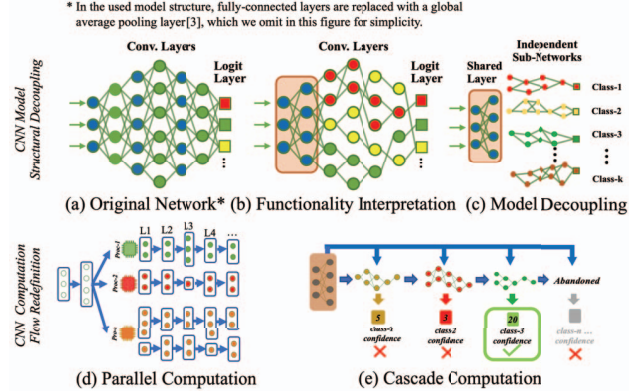 * In the used model structure, fully-connected layers are replaced with a global
average pooling layer[3], which we omit in this figure for simplicity.
CNN Model
Structural Decoupling
Conv. Layers
Logit
Layer
Conv. Layers
Logit
Layer
Shared
Layer
Independent
Sub-Networks
Class-1
Class-2
Class-3
Class-k
(a) Original Network* (b) Functionality Interpretation (c) Model Decoupling
CNN Computation
Flow Redefinition
L1 L2 L3 L4 ...
Proc-1
Proc-2
5
confidence
3
class2
confidence
20
class-3
confidence
Abandoned
class-n ...
confidence
(d) Parallel Computation
(e) Cascade Computation